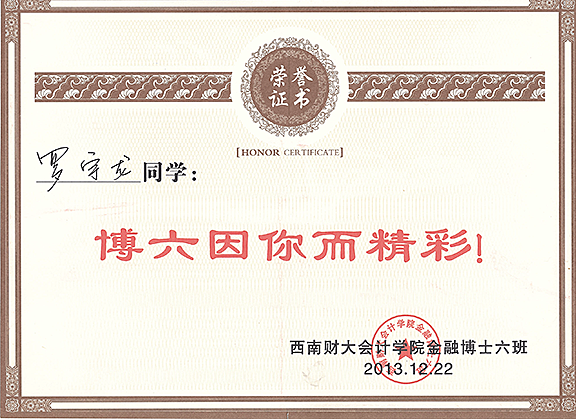 荣誉
证书
[HONOR CERTIFICATE]
罗宇龙 同学：
博六因你而精彩！
西南财大会计学院金融博士六班
2013.12.22